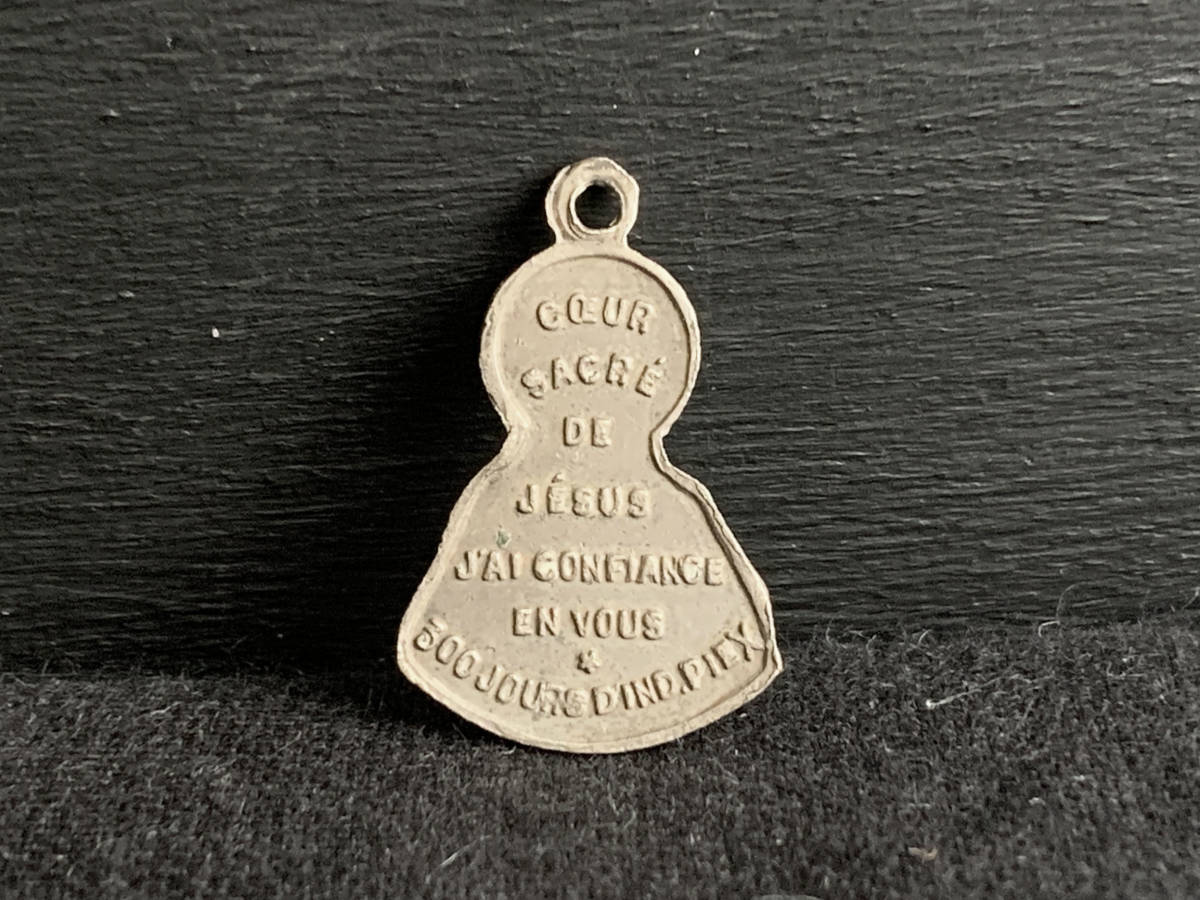 CŒUR
SACRÉ
DE
JÉSUS
J'AI CONFIANCE
EN VOUS
*
300 JOURS D'IND. PIE X